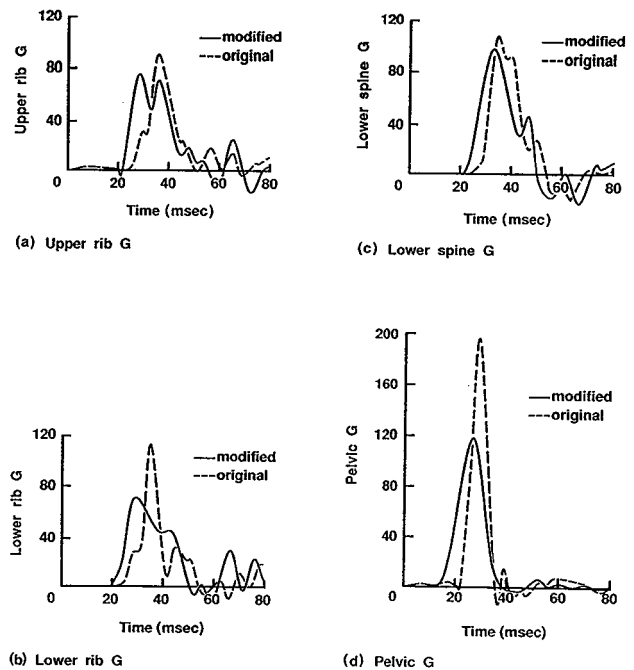 120
80
40
0
20
40
60
80
Upper rib G
modified
original
Time (msec)
(a) Upper rib G
120
80
40
0
20
40
60
80
Lower spine G
modified
original
Time (msec)
(c) Lower spine G
120
80
40
0
20
40
60
80
Lower rib G
modified
original
Time (msec)
(b) Lower rib G
200
160
120
80
40
0
20
40
60
80
Pelvic G
modified
original
Time (msec)
(d) Pelvic G